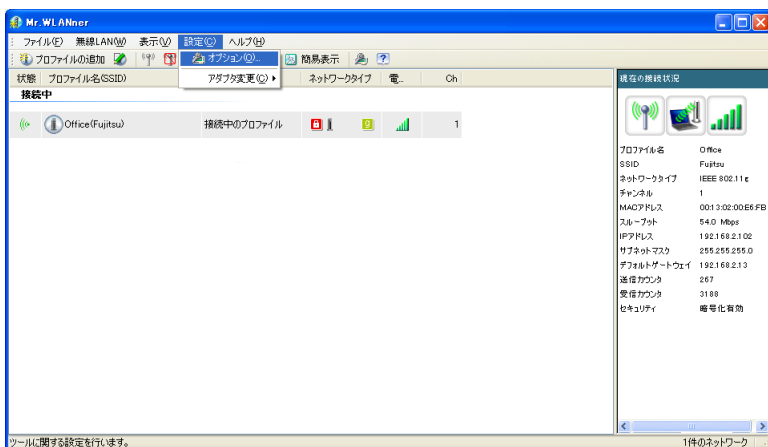 Mr.WLANner
ファイル(F) 無線LAN(W) 表示(V) 設定(C) ヘルプ(H)
プロファイルの追加 オプション(O)... 簡易表示
状態 プロファイル名(SSID) アダプタ変更(C) ネットワークタイプ 電... Ch
接続中
Office(Fujitsu) 接続中のプロファイル 1
現在の接続状況
プロファイル名 Office
SSID Fujitsu
ネットワークタイプ IEEE 802.11g
チャンネル 1
MACアドレス 00:13:02:00:E6:FB
スループット 54.0 Mbps
IPアドレス 192.168.2.102
サブネットマスク 255.255.255.0
デフォルトゲートウェイ 192.168.2.13
送信カウンタ 267
受信カウンタ 3188
セキュリティ 暗号化有効
ツールに関する設定を行います。 1件のネットワーク